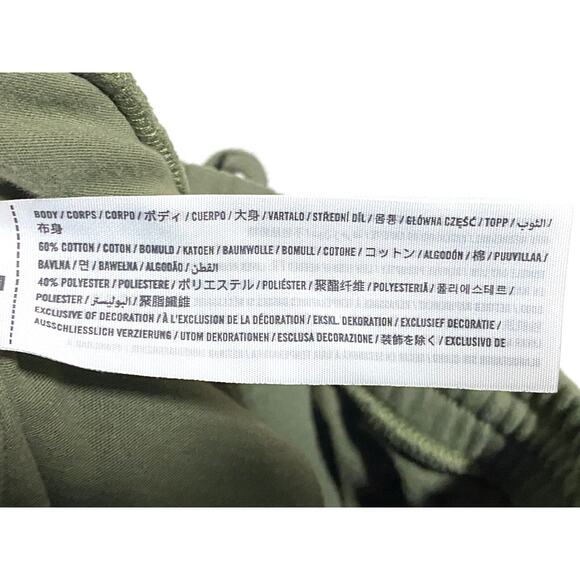 BODY / CORPS / CORPO / ボディ / CUERPO / 大身 / VARTALO / STŘEDNÍ DÍL / 몸통 / GŁÓWNA CZĘŚĆ / TOPP / الثوب /
布身
60% COTTON / COTON / BOMULD / KATOEN / BAUMWOLLE / BOMULL / COTONE / コットン / ALGODÓN / 棉 / PUUVILLAA /
BAVLNA / 면 / BAWEŁNA / ALGODÃO / القطن
40% POLYESTER / POLIESTERE / ポリエステル / POLIÉSTER / 聚酯纤维 / POLYESTERIÄ / 폴리에스테르 /
POLIESTER / البوليستر / 聚脂纖維
EXCLUSIVE OF DECORATION / À L'EXCLUSION DE LA DÉCORATION / EKSKL. DEKORATION / EXCLUSIEF DECORATIE /
AUSSCHLIESSLICH VERZIERUNG / UTOM DEKORATIONEN / ESCLUSA DECORAZIONE / 装飾を除く / EXCLUSIVO DE